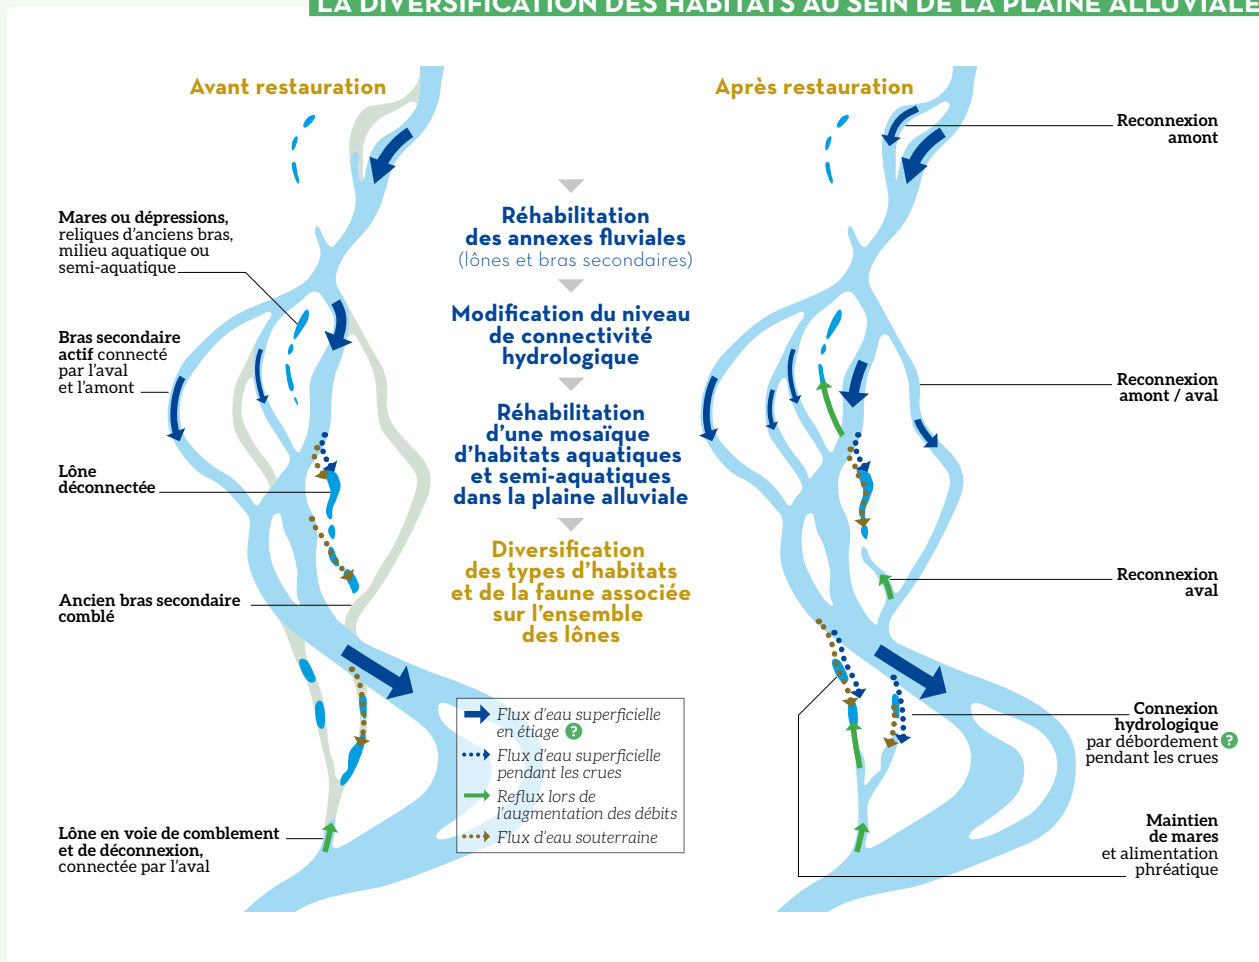 LA DIVERSIFICATION DES HABITATS AU SEIN DE LA PLAINE ALLUVIALE
Avant restauration
Mares ou dépressions,
reliques d'anciens bras,
milieu aquatique ou
semi-aquatique
Bras secondaire
actif connecté
par l'aval
et l'amont
Lône
déconnectée
Ancien bras secondaire
comblé
Lône en voie de comblement
et de déconnexion,
connectée par l'aval
Réhabilitation
des annexes fluviales
(lônes et bras secondaires)
Modification du niveau
de connectivité
hydrologique
Réhabilitation
d'une mosaïque
d'habitats aquatiques
et semi-aquatiques
dans la plaine alluviale
Diversification
des types d'habitats
et de la faune associée
sur l'ensemble
des lônes
Flux d'eau superficielle
en étiage ?
Flux d'eau superficielle
pendant les crues
Reflux lors de
l'augmentation des débits
Flux d'eau souterraine
Après restauration
Reconnexion
amont
Reconnexion
amont / aval
Reconnexion
aval
Connexion
hydrologique
par débordement ?
pendant les crues
Maintien
de mares
et alimentation
phréatique